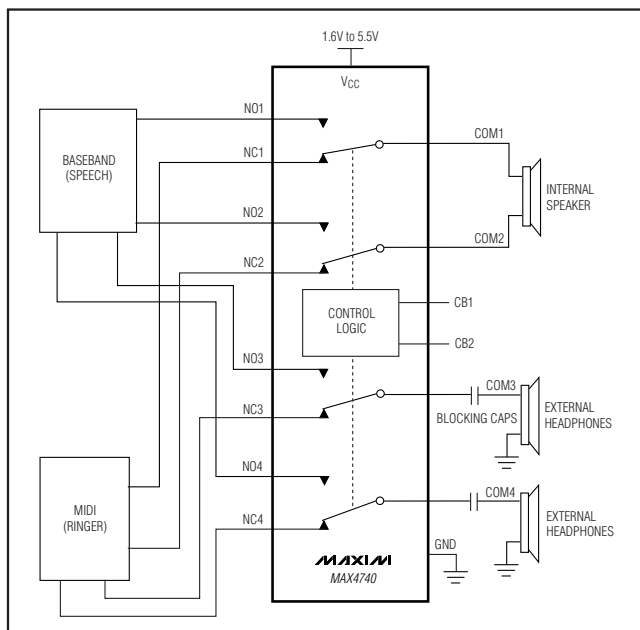 1.6V to 5.5V
VCC
NO1
COM1
BASEBAND
(SPEECH)
NC1
INTERNAL
SPEAKER
NO2
COM2
NC2
CONTROL
LOGIC
CB1
CB2
NO3
COM3
NC3
BLOCKING CAPS
EXTERNAL
HEADPHONES
NO4
COM4
MIDI
(RINGER)
NC4
EXTERNAL
HEADPHONES
GND
MAXIM
MAX4740